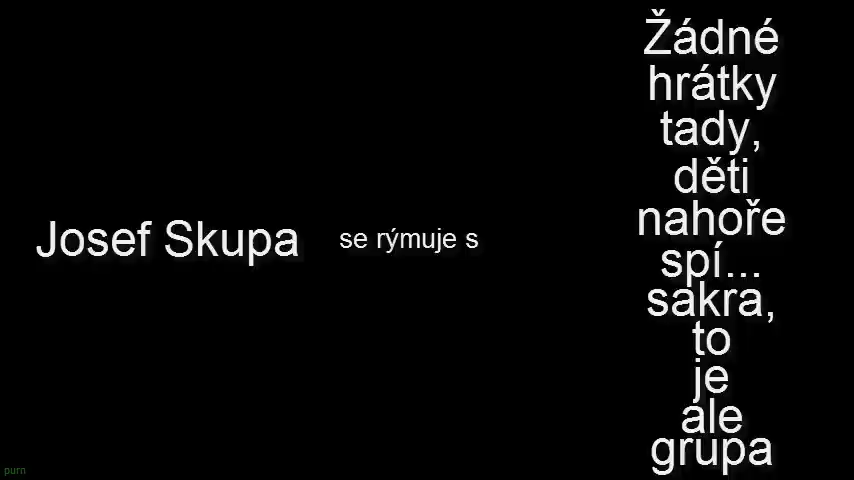 Josef Skupa
se rýmuje s
Žádné
hrátky
tady,
děti
nahoře
spí...
sakra,
to
je
ale
grupa
purn